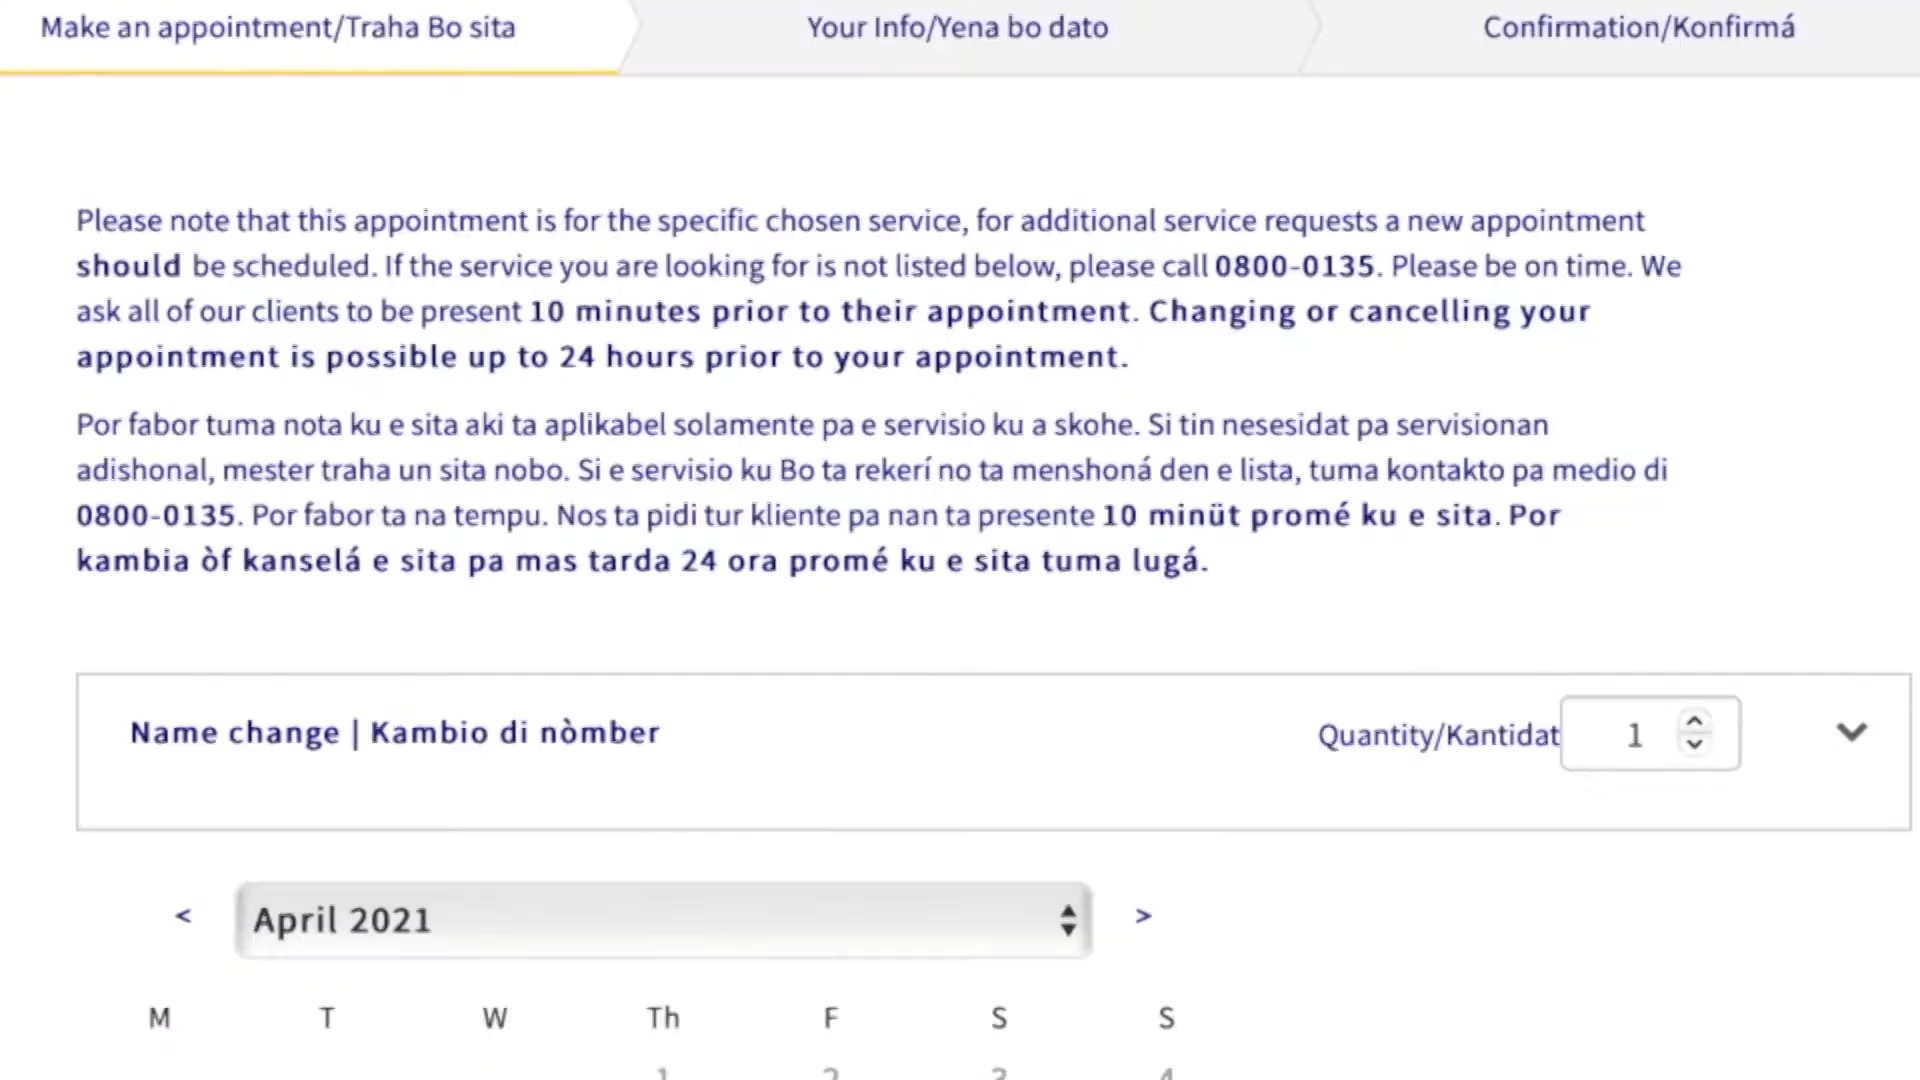 Make an appointment/Traha Bo sita
Your Info/Yena bo dato
Confirmation/Konfirmá
Please note that this appointment is for the specific chosen service, for additional service requests a new appointment
should be scheduled. If the service you are looking for is not listed below, please call 0800-0135. Please be on time. We
ask all of our clients to be present 10 minutes prior to their appointment. Changing or cancelling your
appointment is possible up to 24 hours prior to your appointment.
Por fabor tuma nota ku e sita aki ta aplikabel solamente pa e servisio ku a skohe. Si tin nesesidat pa servisionan
adishonal, mester traha un sita nobo. Si e servisio ku Bo ta rekerí no ta menshoná den e lista, tuma kontakto pa medio di
0800-0135. Por fabor ta na tempu. Nos ta pidi tur kliente pa nan ta presente 10 minüt promé ku e sita. Por
kambia òf kanselá e sita pa mas tarda 24 ora promé ku e sita tuma lugá.
Name change | Kambio di nòmber
Quantity/Kantidat 1
< April 2021 >
M T W Th F S S
1 2 3 4